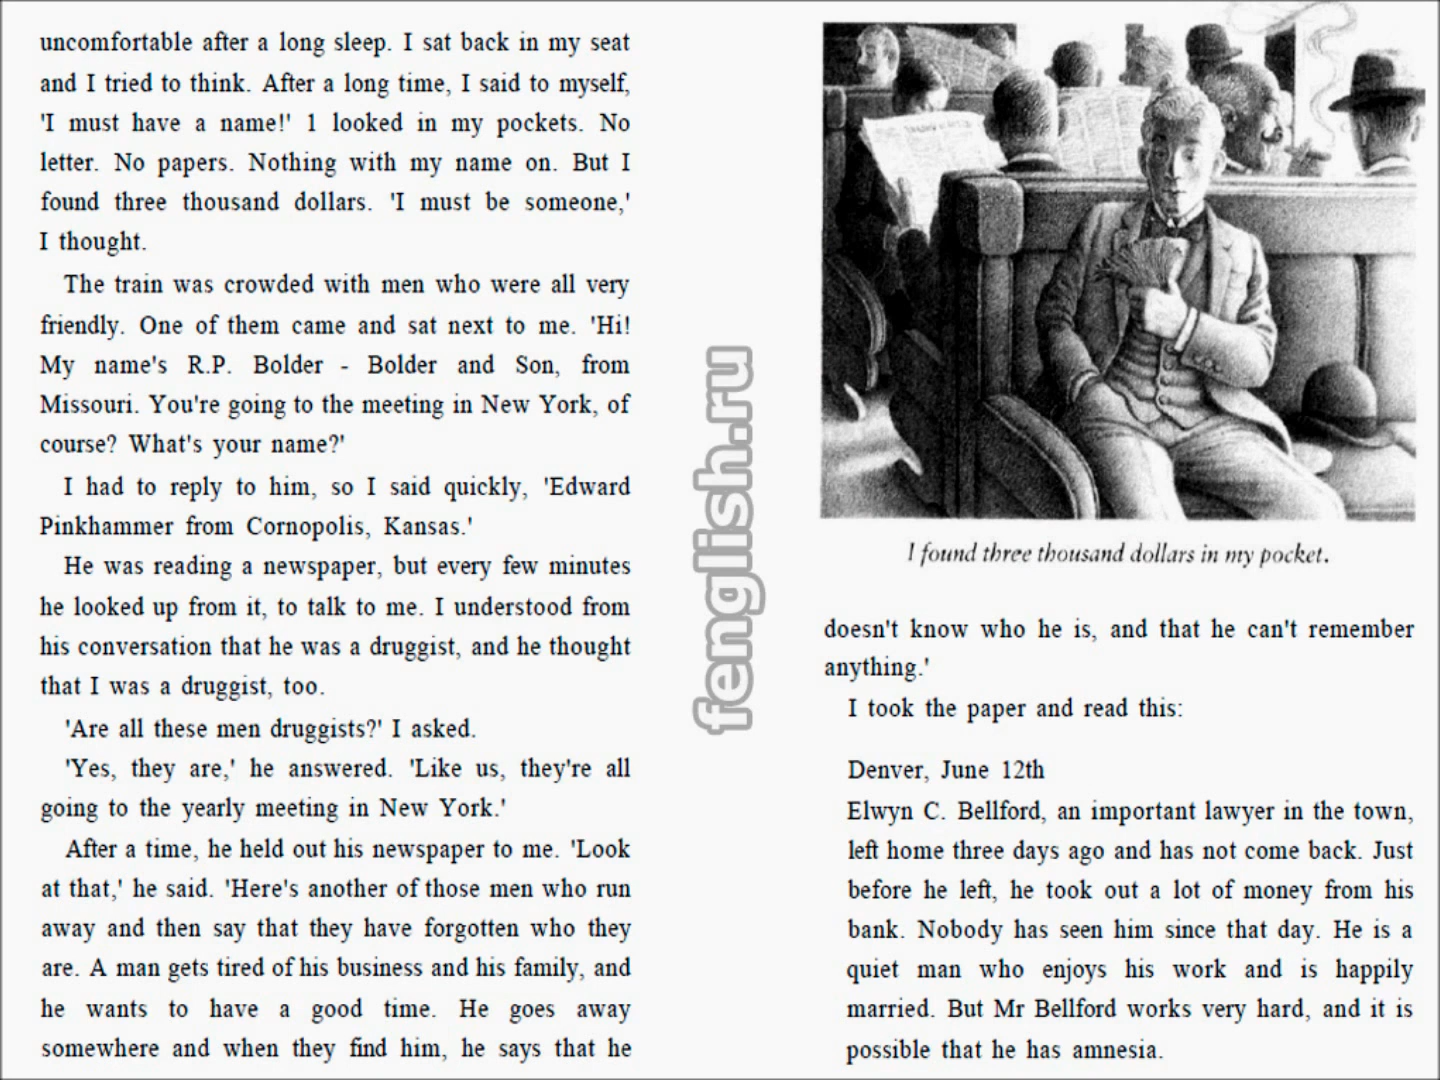 uncomfortable after a long sleep. I sat back in my seat
and I tried to think. After a long time, I said to myself,
'I must have a name!' 1 looked in my pockets. No
letter. No papers. Nothing with my name on. But I
found three thousand dollars. 'I must be someone,'
I thought.
The train was crowded with men who were all very
friendly. One of them came and sat next to me. 'Hi!
My name's R.P. Bolder - Bolder and Son, from
Missouri. You're going to the meeting in New York, of
course? What's your name?'
I had to reply to him, so I said quickly, 'Edward
Pinkhammer from Cornopolis, Kansas.'
He was reading a newspaper, but every few minutes
he looked up from it, to talk to me. I understood from
his conversation that he was a druggist, and he thought
that I was a druggist, too.
'Are all these men druggists?' I asked.
'Yes, they are,' he answered. 'Like us, they're all
going to the yearly meeting in New York.'
After a time, he held out his newspaper to me. 'Look
at that,' he said. 'Here's another of those men who run
away and then say that they have forgotten who they
are. A man gets tired of his business and his family, and
he wants to have a good time. He goes away
somewhere and when they find him, he says that he
fenglish.ru
I found three thousand dollars in my pocket.
doesn't know who he is, and that he can't remember
anything.'
I took the paper and read this:
Denver, June 12th
Elwyn C. Bellford, an important lawyer in the town,
left home three days ago and has not come back. Just
before he left, he took out a lot of money from his
bank. Nobody has seen him since that day. He is a
quiet man who enjoys his work and is happily
married. But Mr Bellford works very hard, and it is
possible that he has amnesia.